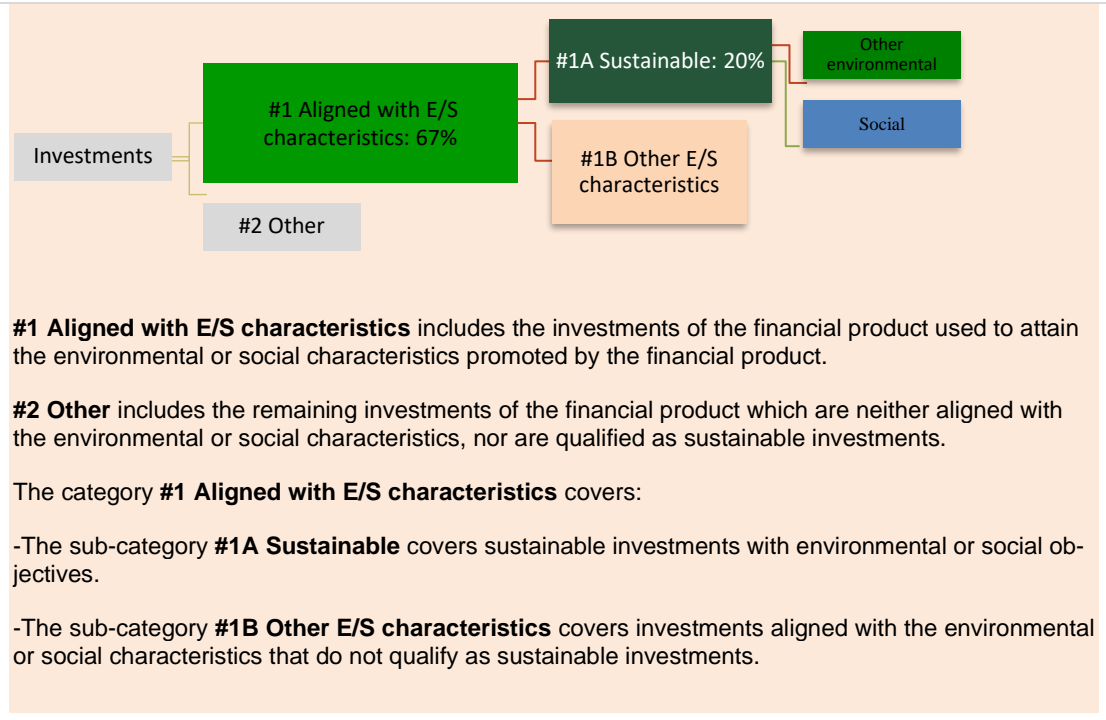 Other
environmental
#1A Sustainable: 20%
#1 Aligned with E/S
characteristics: 67%
Social
Investments
#1B Other E/S
characteristics
#2 Other
#1 Aligned with E/S characteristics includes the investments of the financial product used to attain
the environmental or social characteristics promoted by the financial product.
#2 Other includes the remaining investments of the financial product which are neither aligned with
the environmental or social characteristics, nor are qualified as sustainable investments.
The category #1 Aligned with E/S characteristics covers:
-The sub-category #1A Sustainable covers sustainable investments with environmental or social ob-
jectives.
-The sub-category #1B Other E/S characteristics covers investments aligned with the environmental
or social characteristics that do not qualify as sustainable investments.